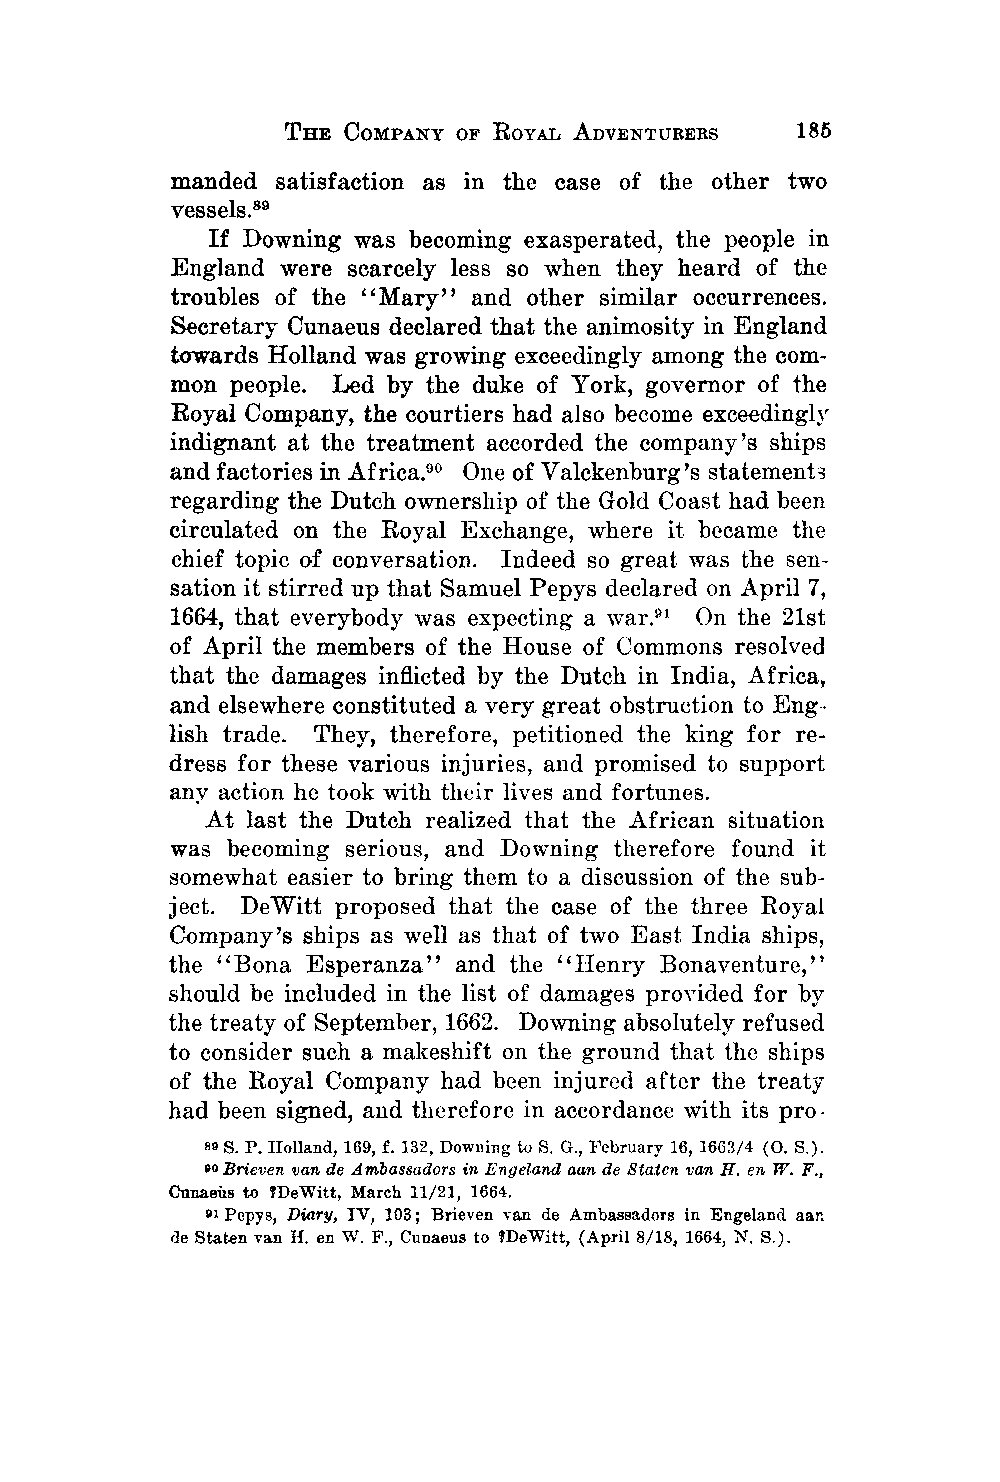 THE COMPANY OF ROYAL ADVENTURERS 185
manded satisfaction as in the case of the other two
vessels.⁸⁹
If Downing was becoming exasperated, the people in
England were scarcely less so when they heard of the
troubles of the ‘‘Mary’’ and other similar occurrences.
Secretary Cunaeus declared that the animosity in England
towards Holland was growing exceedingly among the com-
mon people. Led by the duke of York, governor of the
Royal Company, the courtiers had also become exceedingly
indignant at the treatment accorded the company's ships
and factories in Africa.⁹⁰ One of Valckenburg's statements
regarding the Dutch ownership of the Gold Coast had been
circulated on the Royal Exchange, where it became the
chief topic of conversation. Indeed so great was the sen-
sation it stirred up that Samuel Pepys declared on April 7,
1664, that everybody was expecting a war.⁹¹ On the 21st
of April the members of the House of Commons resolved
that the damages inflicted by the Dutch in India, Africa,
and elsewhere constituted a very great obstruction to Eng-
lish trade. They, therefore, petitioned the king for re-
dress for these various injuries, and promised to support
any action he took with their lives and fortunes.
At last the Dutch realized that the African situation
was becoming serious, and Downing therefore found it
somewhat easier to bring them to a discussion of the sub-
ject. DeWitt proposed that the case of the three Royal
Company's ships as well as that of two East India ships,
the ‘‘Bona Esperanza’’ and the ‘‘Henry Bonaventure,’’
should be included in the list of damages provided for by
the treaty of September, 1662. Downing absolutely refused
to consider such a makeshift on the ground that the ships
of the Royal Company had been injured after the treaty
had been signed, and therefore in accordance with its pro-
⁸⁹ S. P. Holland, 169, f. 132, Downing to S. G., February 16, 1663/4 (O. S.).
⁹⁰ Brieven van de Ambassadors in Engeland aan de Staten van H. en W. F.,
Cunaeüs to ?DeWitt, March 11/21, 1664.
⁹¹ Pepys, Diary, IV, 103; Brieven van de Ambassadors in Engeland aan
de Staten van H. en W. F., Cunaeus to ?DeWitt, (April 8/18, 1664, N. S.).